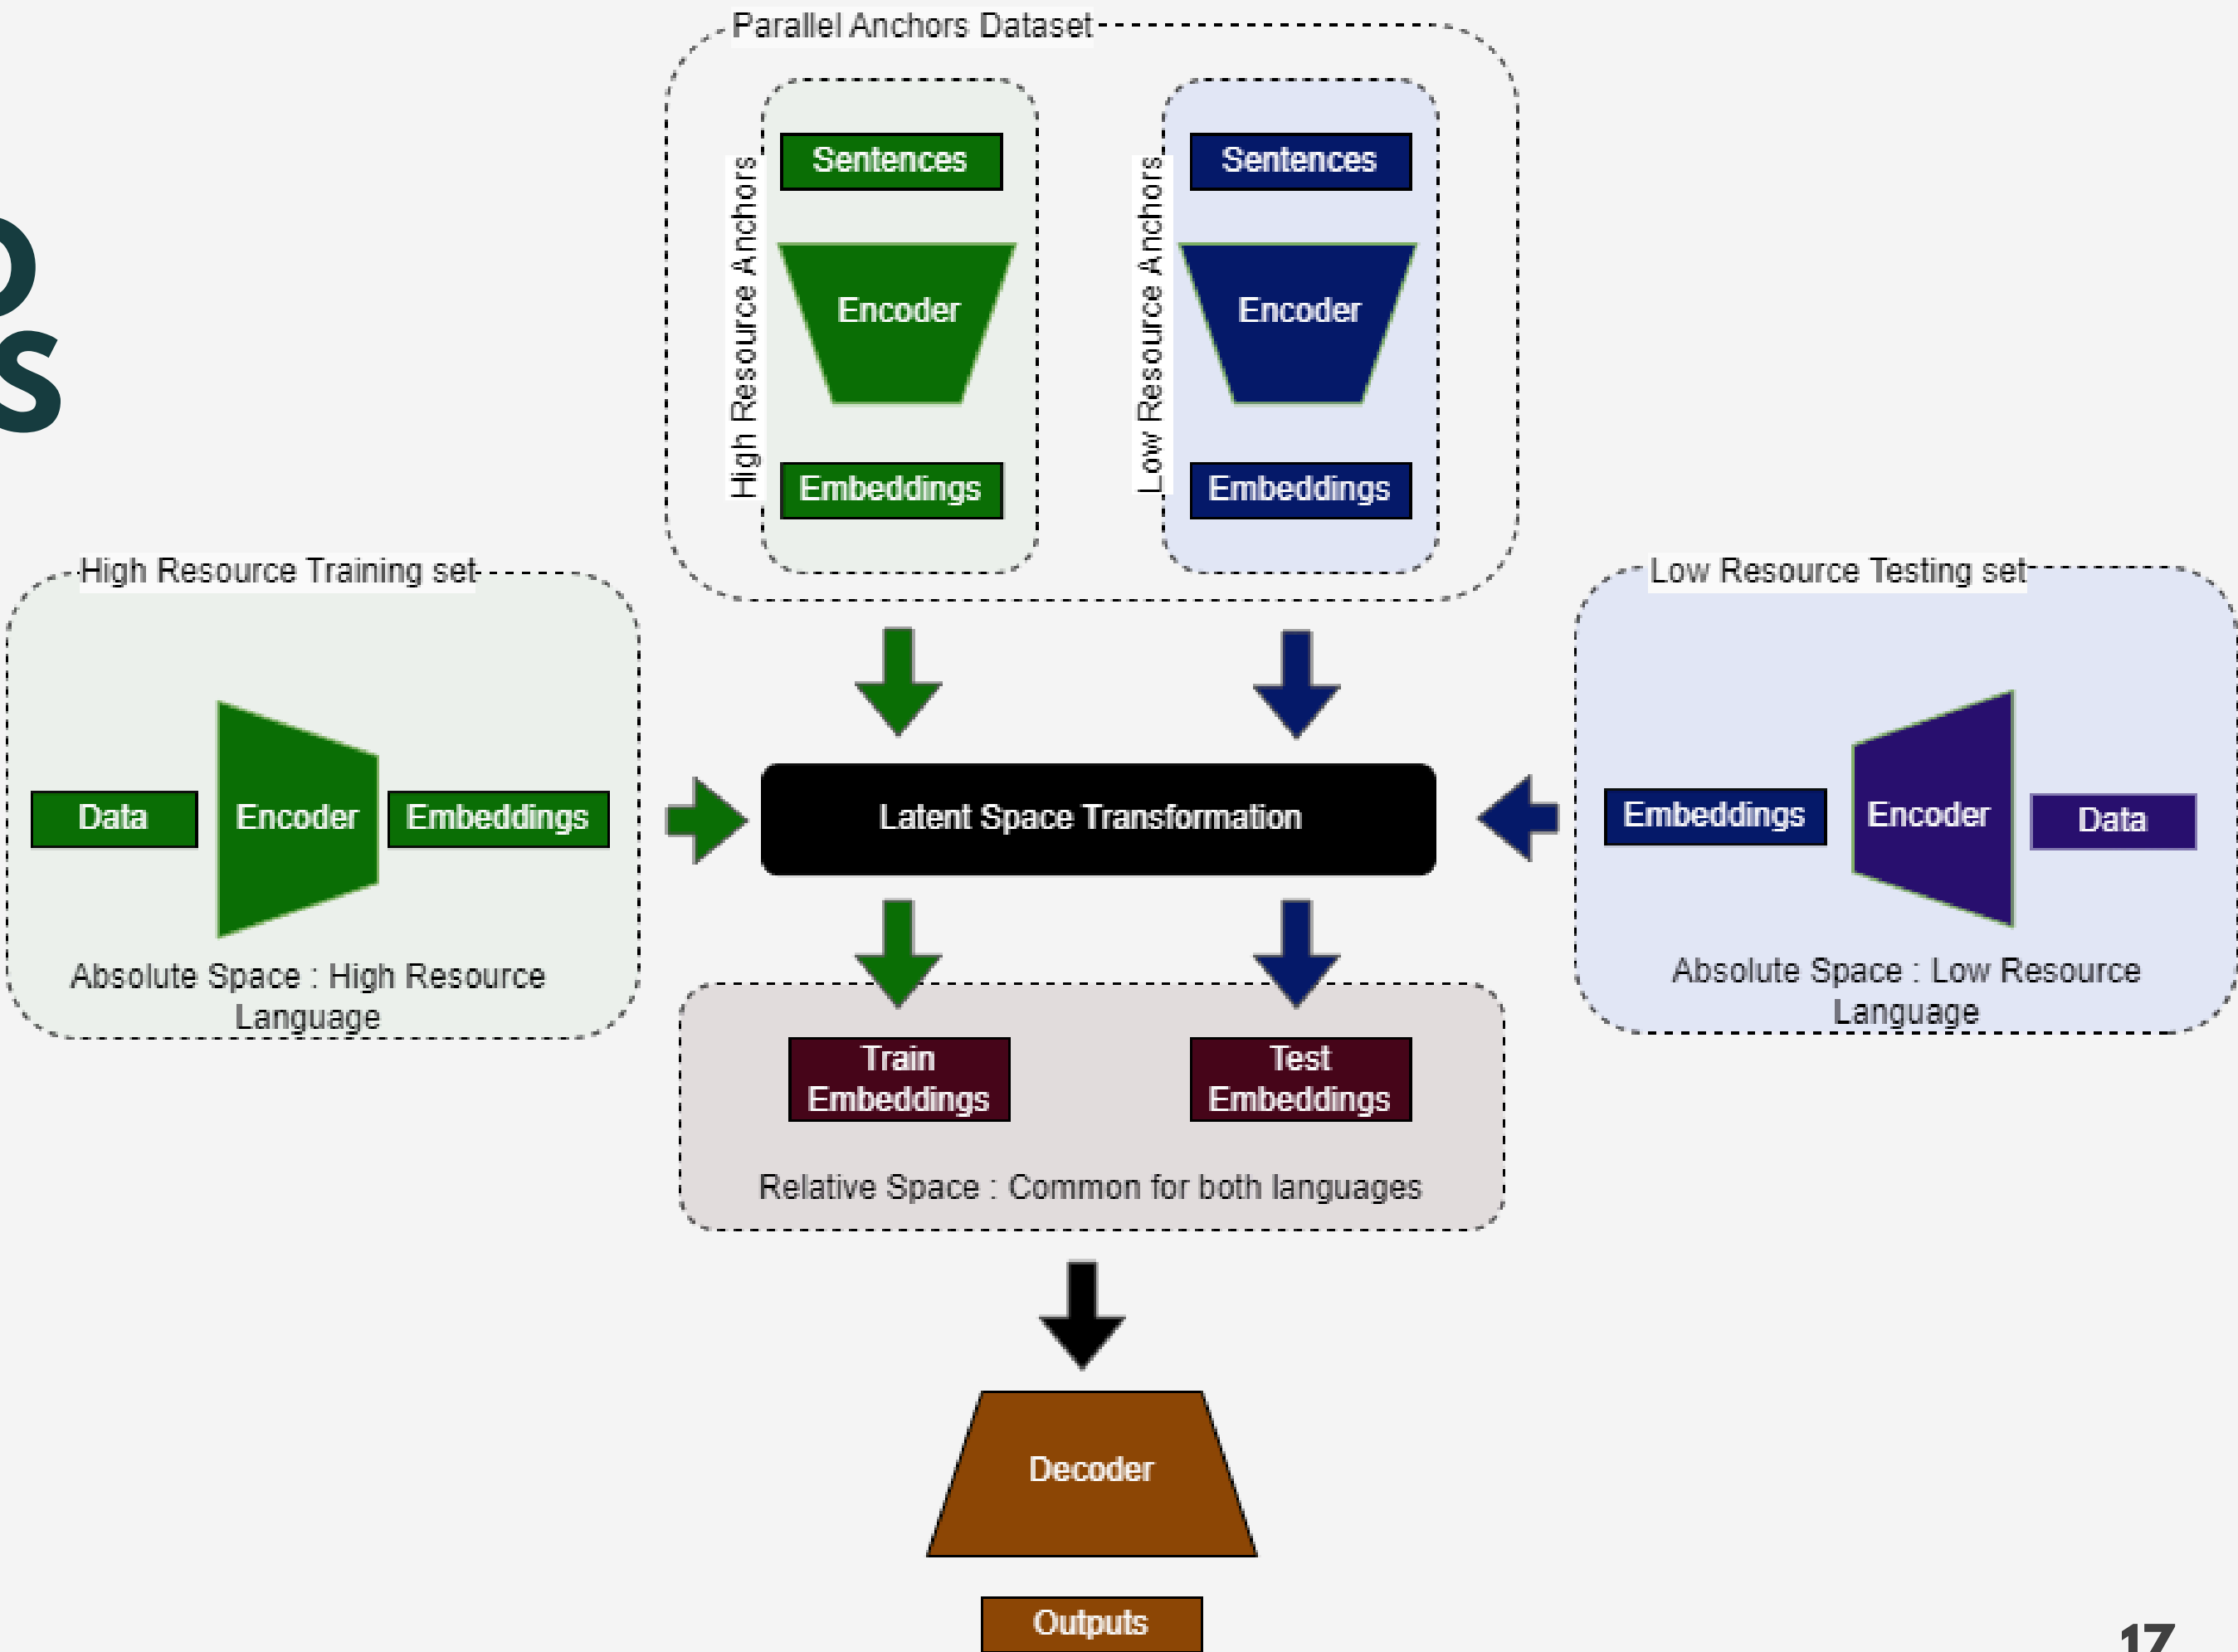 Parallel Anchors Dataset
High Resource Anchors
Sentences
Encoder
Embeddings
Low Resource Anchors
Sentences
Encoder
Embeddings
High Resource Training set
Data
Encoder
Embeddings
Absolute Space : High Resource
Language
Latent Space Transformation
Low Resource Testing set
Embeddings
Encoder
Data
Absolute Space : Low Resource
Language
Train
Embeddings
Test
Embeddings
Relative Space : Common for both languages
Decoder
Outputs
17